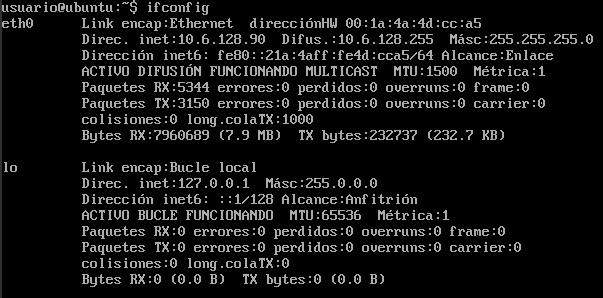 usuario@ubuntu:~$ ifconfig
eth0      Link encap:Ethernet  direcciónHW 00:1a:4a:4d:cc:a5
          Direc. inet:10.6.128.90  Difus.:10.6.128.255  Másc:255.255.255.0
          Dirección inet6: fe80::21a:4aff:fe4d:cca5/64 Alcance:Enlace
          ACTIVO DIFUSIÓN FUNCIONANDO MULTICAST  MTU:1500  Métrica:1
          Paquetes RX:5344 errores:0 perdidos:0 overruns:0 frame:0
          Paquetes TX:3150 errores:0 perdidos:0 overruns:0 carrier:0
          colisiones:0 long.colaTX:1000
          Bytes RX:7960689 (7.9 MB)  TX bytes:232737 (232.7 KB)

lo        Link encap:Bucle local
          Direc. inet:127.0.0.1  Másc:255.0.0.0
          Dirección inet6: ::1/128 Alcance:Anfitrión
          ACTIVO BUCLE FUNCIONANDO  MTU:65536  Métrica:1
          Paquetes RX:0 errores:0 perdidos:0 overruns:0 frame:0
          Paquetes TX:0 errores:0 perdidos:0 overruns:0 carrier:0
          colisiones:0 long.colaTX:0
          Bytes RX:0 (0.0 B)  TX bytes:0 (0.0 B)